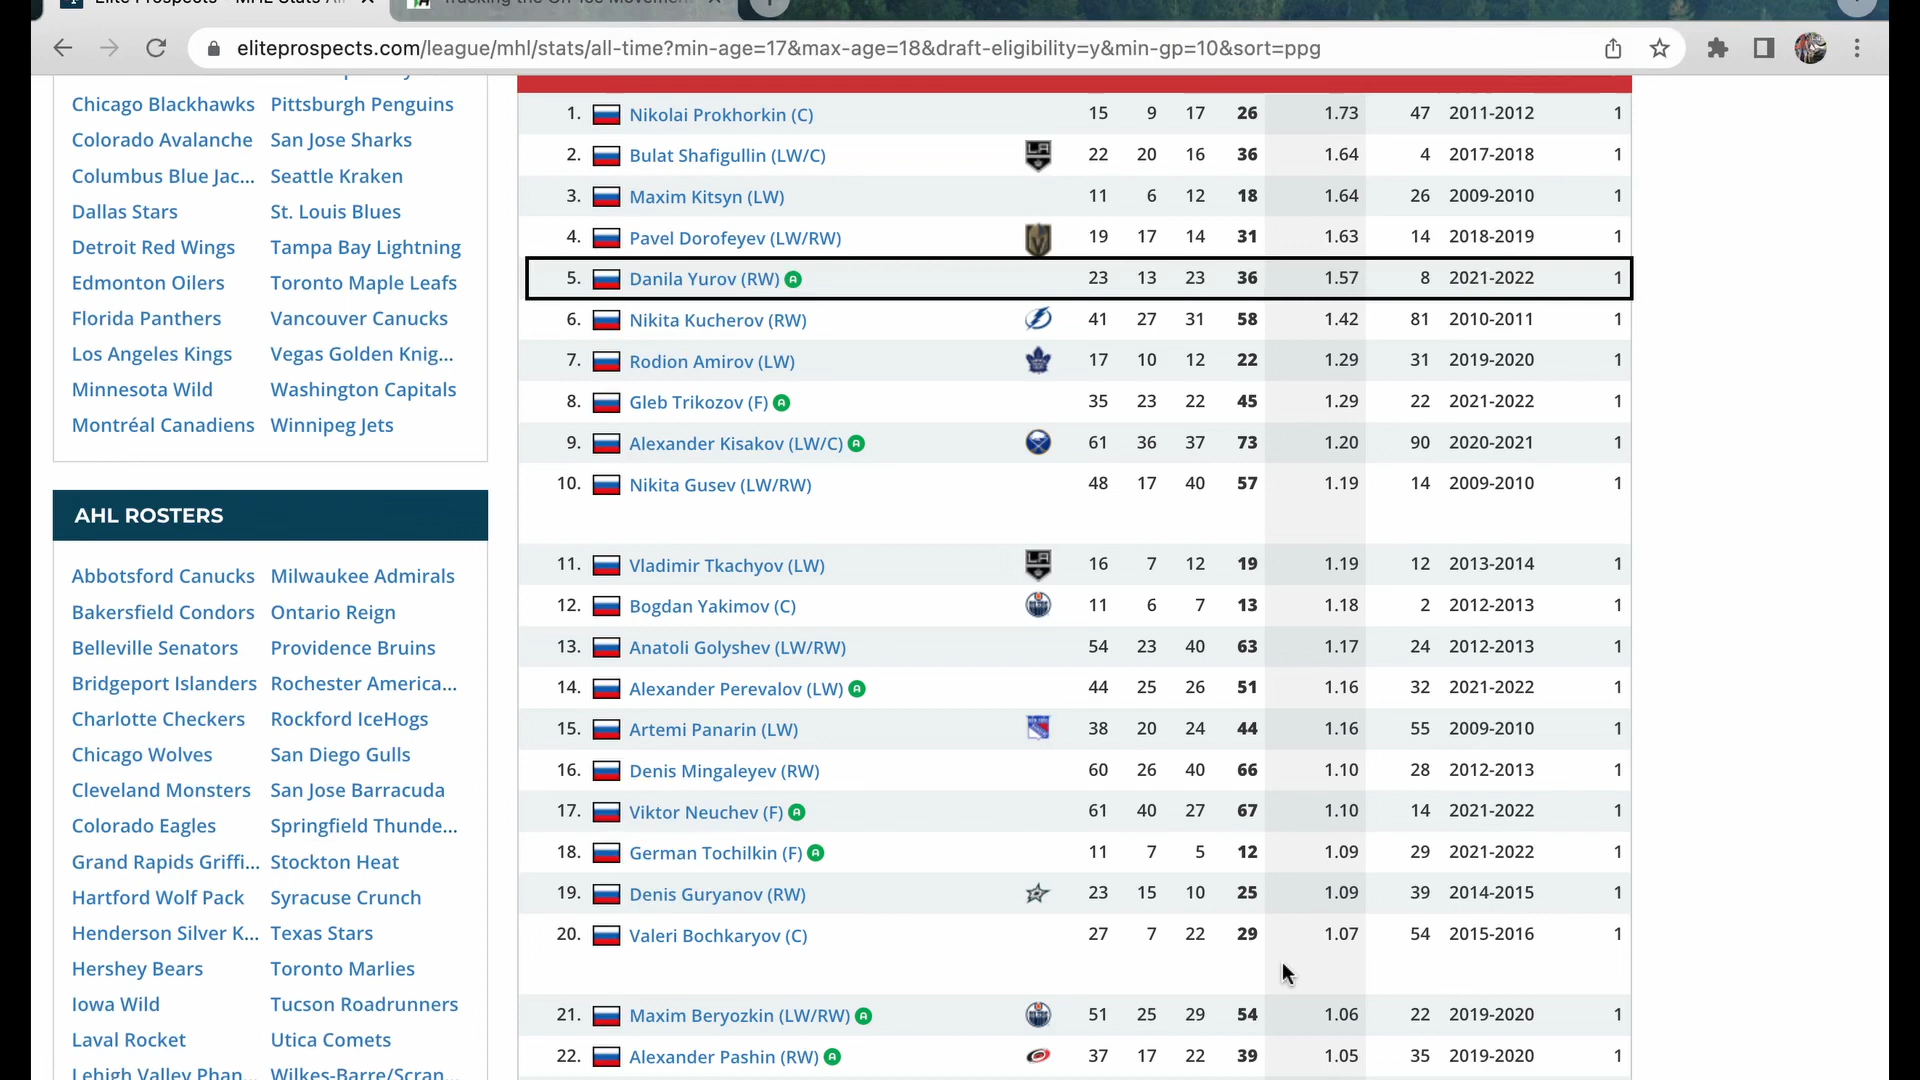 eliteprospects.com/league/mhl/stats/all-time?min-age=17&max-age=18&draft-eligibility=y&min-gp=10&sort=ppg
Chicago Blackhawks Pittsburgh Penguins
Colorado Avalanche San Jose Sharks
Columbus Blue Jac... Seattle Kraken
Dallas Stars St. Louis Blues
Detroit Red Wings Tampa Bay Lightning
Edmonton Oilers Toronto Maple Leafs
Florida Panthers Vancouver Canucks
Los Angeles Kings Vegas Golden Knig...
Minnesota Wild Washington Capitals
Montréal Canadiens Winnipeg Jets
AHL ROSTERS
Abbotsford Canucks Milwaukee Admirals
Bakersfield Condors Ontario Reign
Belleville Senators Providence Bruins
Bridgeport Islanders Rochester America...
Charlotte Checkers Rockford IceHogs
Chicago Wolves San Diego Gulls
Cleveland Monsters San Jose Barracuda
Colorado Eagles Springfield Thunde...
Grand Rapids Griffi... Stockton Heat
Hartford Wolf Pack Syracuse Crunch
Henderson Silver K... Texas Stars
Hershey Bears Toronto Marlies
Iowa Wild Tucson Roadrunners
Laval Rocket Utica Comets
Lehigh Valley Phan... Wilkes-Barre/Scran...
1. Nikolai Prokhorkin (C) 15 9 17 26 1.73 47 2011-2012 1
2. Bulat Shafigullin (LW/C) 22 20 16 36 1.64 4 2017-2018 1
3. Maxim Kitsyn (LW) 11 6 12 18 1.64 26 2009-2010 1
4. Pavel Dorofeyev (LW/RW) 19 17 14 31 1.63 14 2018-2019 1
5. Danila Yurov (RW) A 23 13 23 36 1.57 8 2021-2022 1
6. Nikita Kucherov (RW) 41 27 31 58 1.42 81 2010-2011 1
7. Rodion Amirov (LW) 17 10 12 22 1.29 31 2019-2020 1
8. Gleb Trikozov (F) A 35 23 22 45 1.29 22 2021-2022 1
9. Alexander Kisakov (LW/C) A 61 36 37 73 1.20 90 2020-2021 1
10. Nikita Gusev (LW/RW) 48 17 40 57 1.19 14 2009-2010 1
11. Vladimir Tkachyov (LW) 16 7 12 19 1.19 12 2013-2014 1
12. Bogdan Yakimov (C) 11 6 7 13 1.18 2 2012-2013 1
13. Anatoli Golyshev (LW/RW) 54 23 40 63 1.17 24 2012-2013 1
14. Alexander Perevalov (LW) A 44 25 26 51 1.16 32 2021-2022 1
15. Artemi Panarin (LW) 38 20 24 44 1.16 55 2009-2010 1
16. Denis Mingaleyev (RW) 60 26 40 66 1.10 28 2012-2013 1
17. Viktor Neuchev (F) A 61 40 27 67 1.10 14 2021-2022 1
18. German Tochilkin (F) A 11 7 5 12 1.09 29 2021-2022 1
19. Denis Guryanov (RW) 23 15 10 25 1.09 39 2014-2015 1
20. Valeri Bochkaryov (C) 27 7 22 29 1.07 54 2015-2016 1
21. Maxim Beryozkin (LW/RW) A 51 25 29 54 1.06 22 2019-2020 1
22. Alexander Pashin (RW) A 37 17 22 39 1.05 35 2019-2020 1